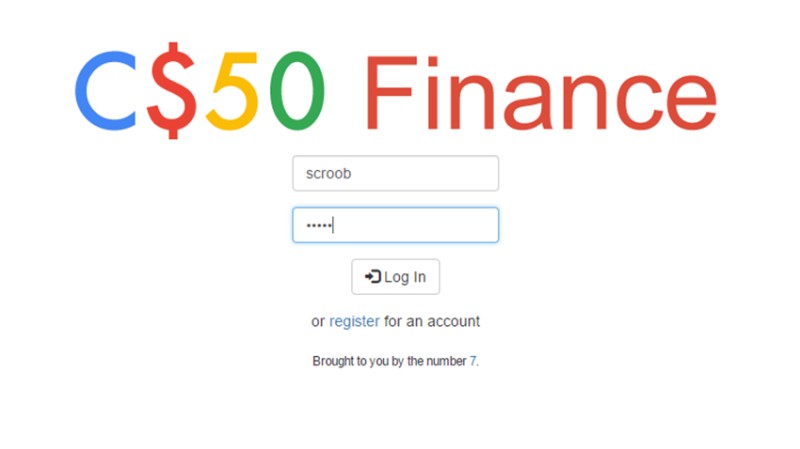 C$50 Finance
scroob
•••••
Log In
or register for an account
Brought to you by the number 7.